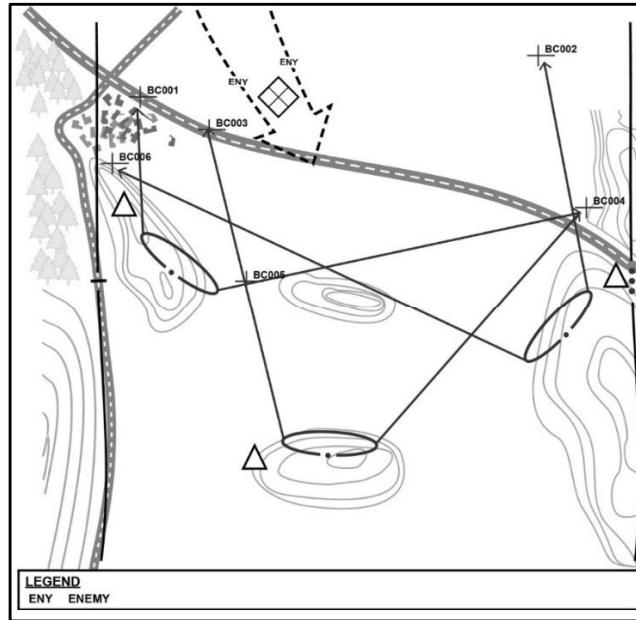 BC002
ENY
ENY
BC001
BC003
BC006
BC004
BC005
LEGEND
ENY ENEMY